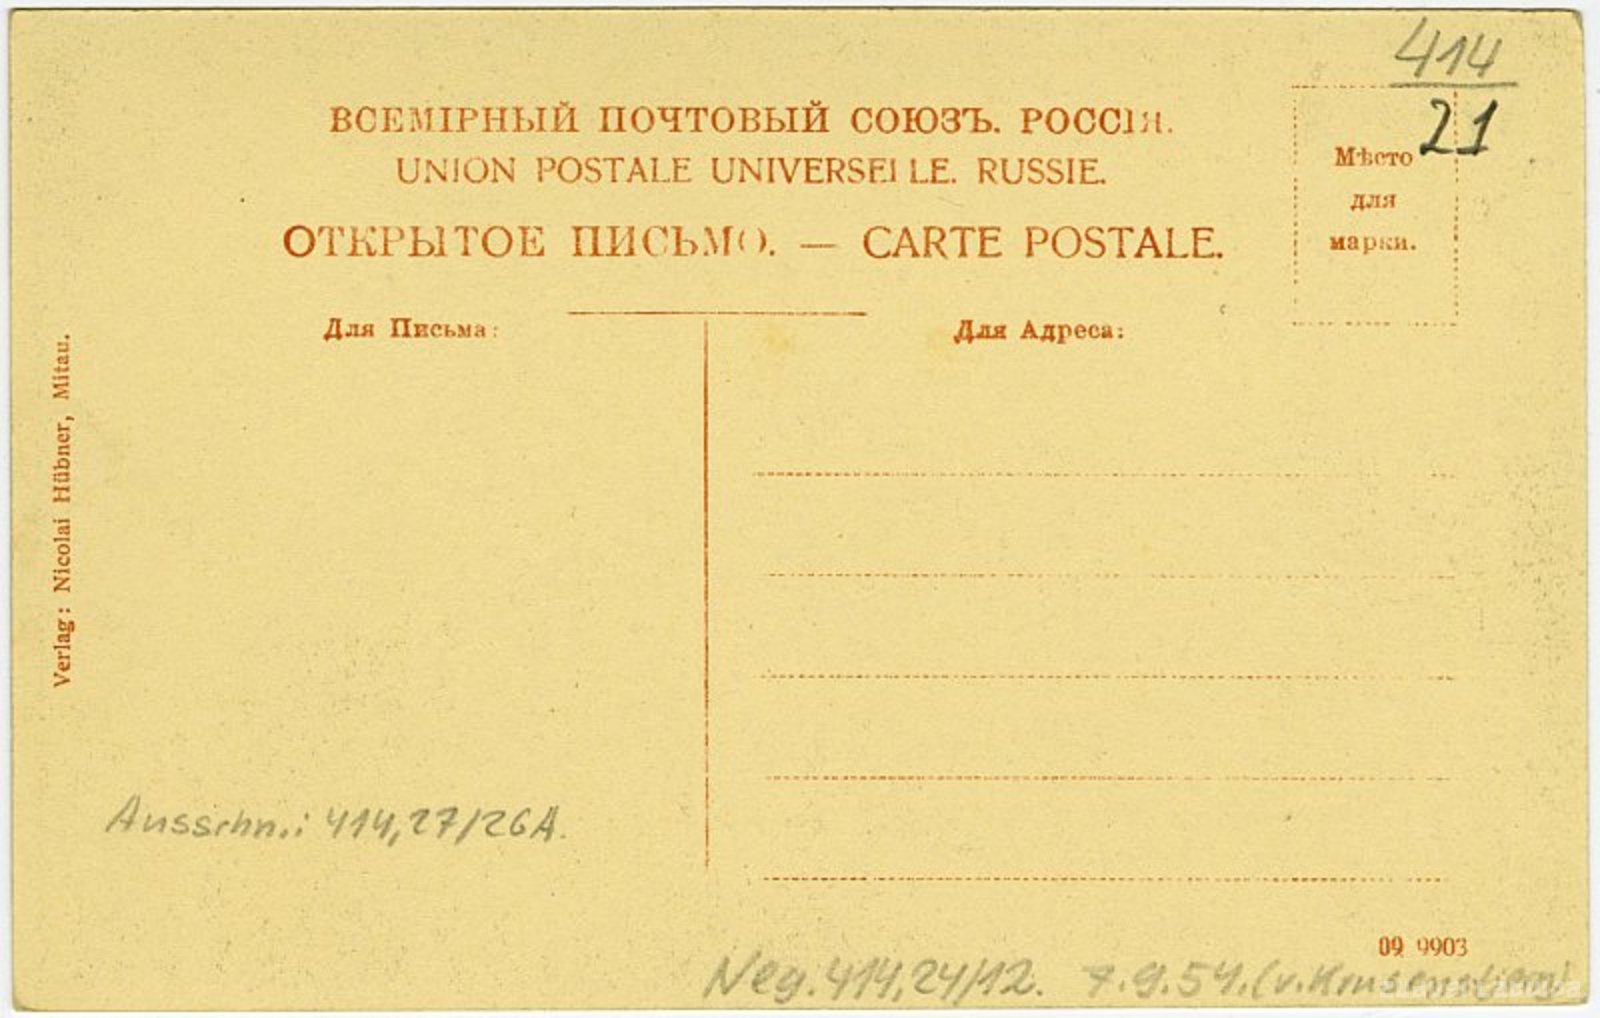 414
21
ВСЕМІРНЫЙ ПОЧТОВЫЙ СОЮЗЪ. РОССІЯ.
UNION POSTALE UNIVERSELLE. RUSSIE.
ОТКРЫТОЕ ПИСЬМО. — CARTE POSTALE.
Мѣсто
для
марки.
Для Письма:
Для Адреса:
Verlag: Nicolai Hübner, Mitau.
Ausschn.: 414,27/26A.
09 9903
Neg. 414,24/12. 7.9.54. (v. Krusenstjern)